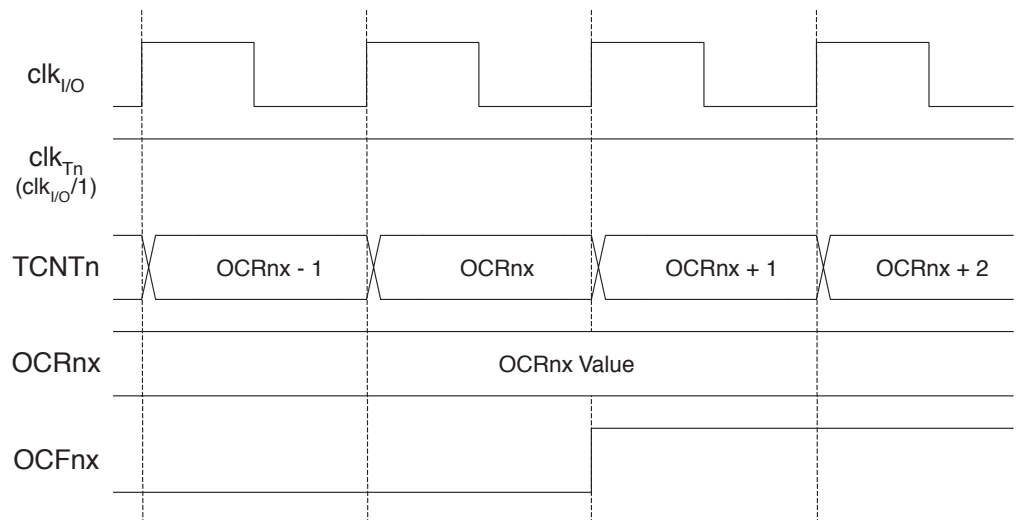 clkI/O
clkTn
(clkI/O/1)
TCNTn
OCRnx - 1
OCRnx
OCRnx + 1
OCRnx + 2
OCRnx
OCRnx Value
OCFnx